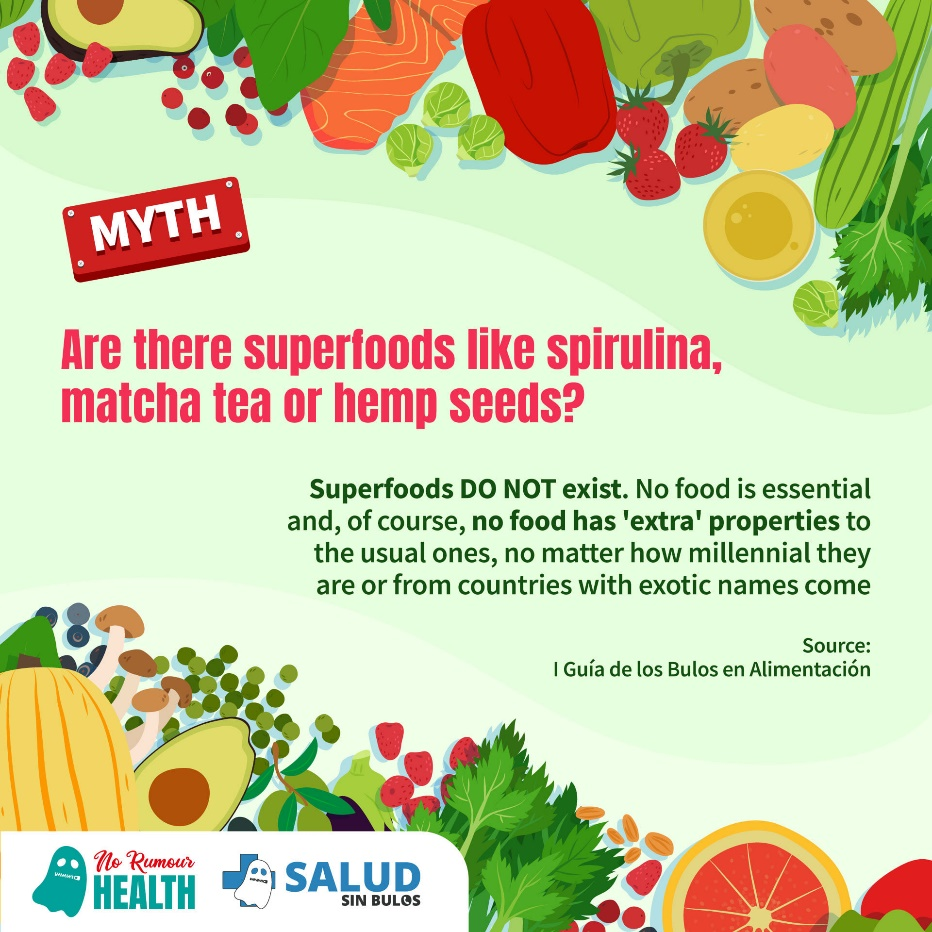 MYTH
Are there superfoods like spirulina,
matcha tea or hemp seeds?
Superfoods DO NOT exist. No food is essential
and, of course, no food has 'extra' properties to
the usual ones, no matter how millennial they
are or from countries with exotic names come
Source:
I Guía de los Bulos en Alimentación
No Rumour
HEALTH
SALUD
SIN BULOS